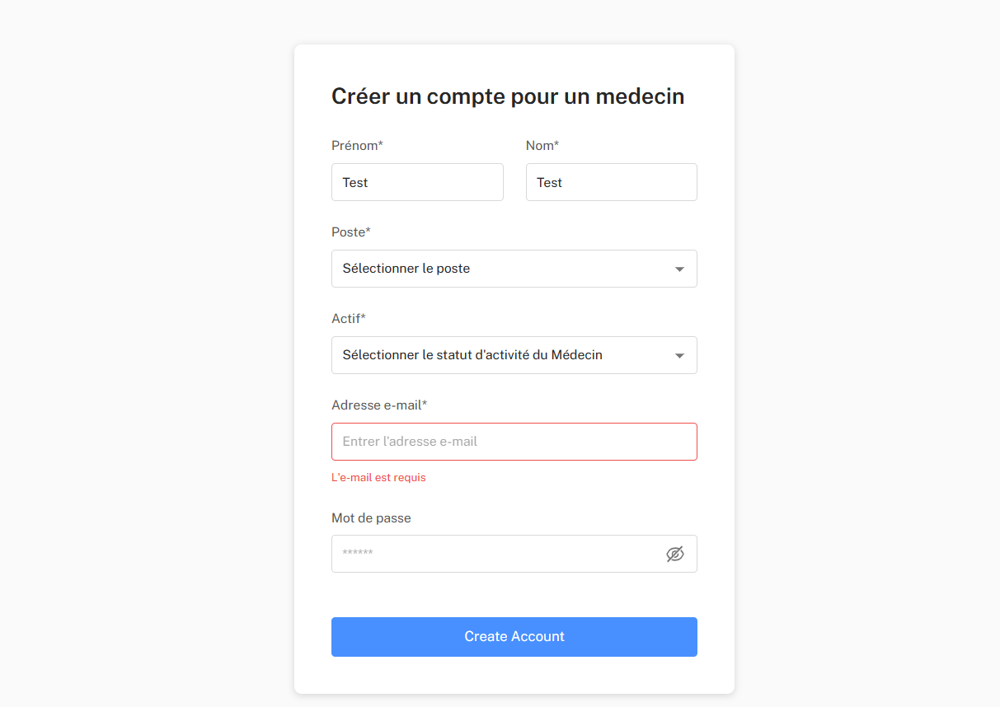 Créer un compte pour un medecin
Prénom* Nom*
Test Test
Poste*
Sélectionner le poste
Actif*
Sélectionner le statut d'activité du Médecin
Adresse e-mail*
Entrer l'adresse e-mail
L'e-mail est requis
Mot de passe
******
Create Account